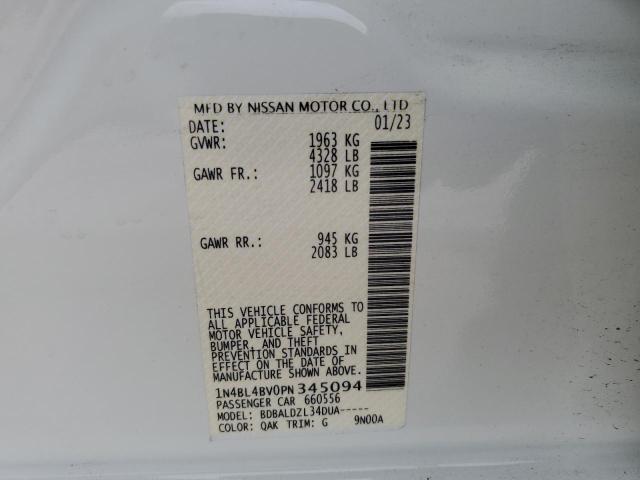 MFD BY NISSAN MOTOR CO., LTD
DATE: 01/23
GVWR: 1963 KG
4328 LB
GAWR FR.: 1097 KG
2418 LB
GAWR RR.: 945 KG
2083 LB
THIS VEHICLE CONFORMS TO
ALL APPLICABLE FEDERAL
MOTOR VEHICLE SAFETY,
BUMPER, AND THEFT
PREVENTION STANDARDS IN
EFFECT ON THE DATE OF
MANUFACTURE SHOWN ABOVE.
1N4BL4BV0PN345094
PASSENGER CAR 660556
MODEL: BDBALDZL34DUA-----
COLOR: QAK TRIM: G 9N00A